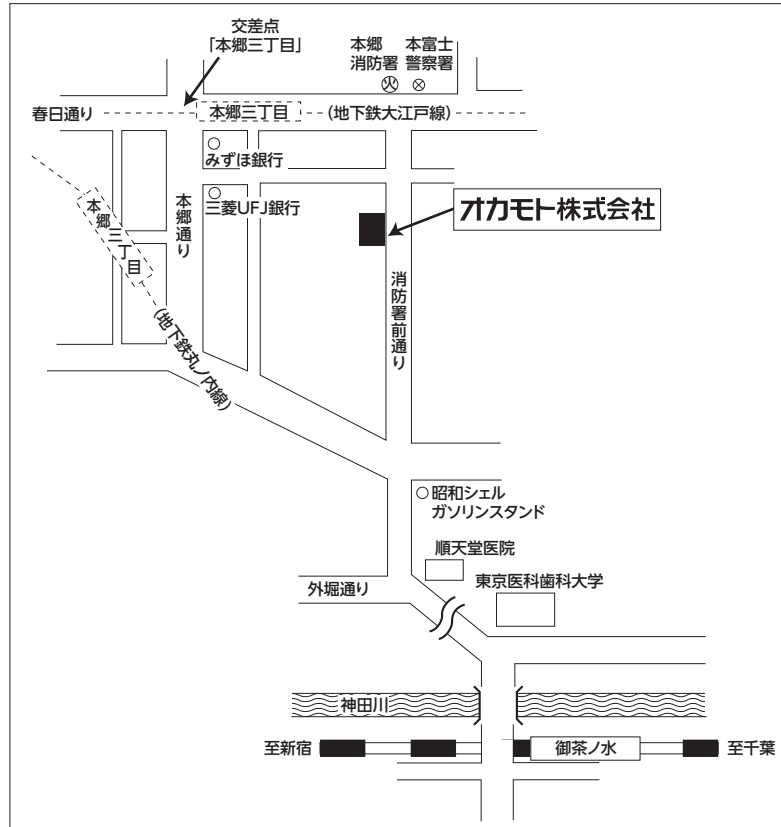 交差点
「本郷三丁目」
本郷
消防署
本富士
警察署
火
春日通り
本郷三丁目
(地下鉄大江戸線)
みずほ銀行
三菱UFJ銀行
オカモト株式会社
本郷三丁目
本郷通り
消防署前通り
(地下鉄丸ノ内線)
昭和シェル
ガソリンスタンド
順天堂医院
東京医科歯科大学
外堀通り
神田川
至新宿
御茶ノ水
至千葉